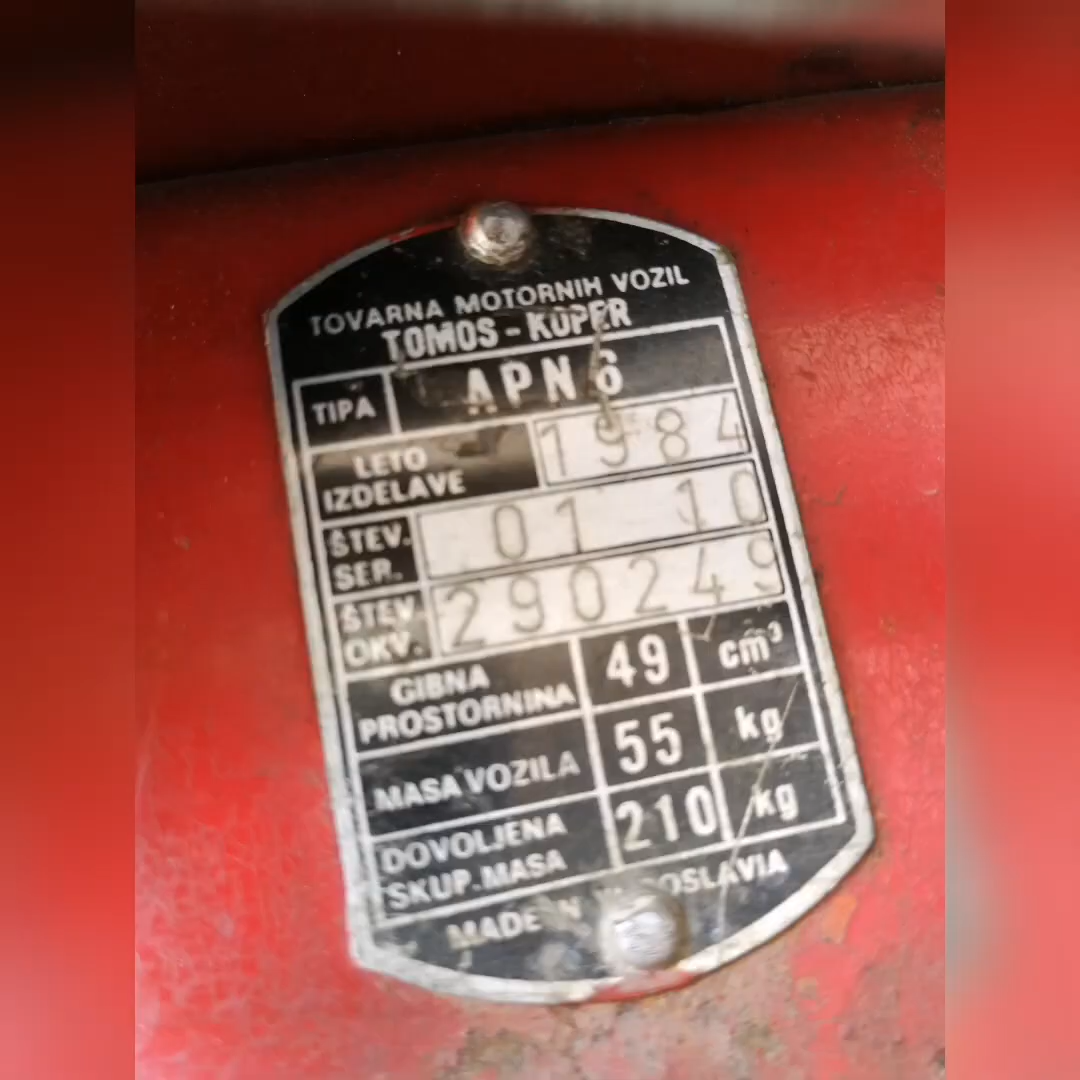 TOVARNA MOTORNIH VOZIL
TOMOS - KOPER
TIPA APN 6
LETO IZDELAVE 1984
ŠTEV. SER. 01 10
ŠTEV. OKV. 290249
GIBNA PROSTORNINA 49 cm³
MASA VOZILA 55 kg
DOVOLJENA SKUP. MASA 210 kg
MADE IN